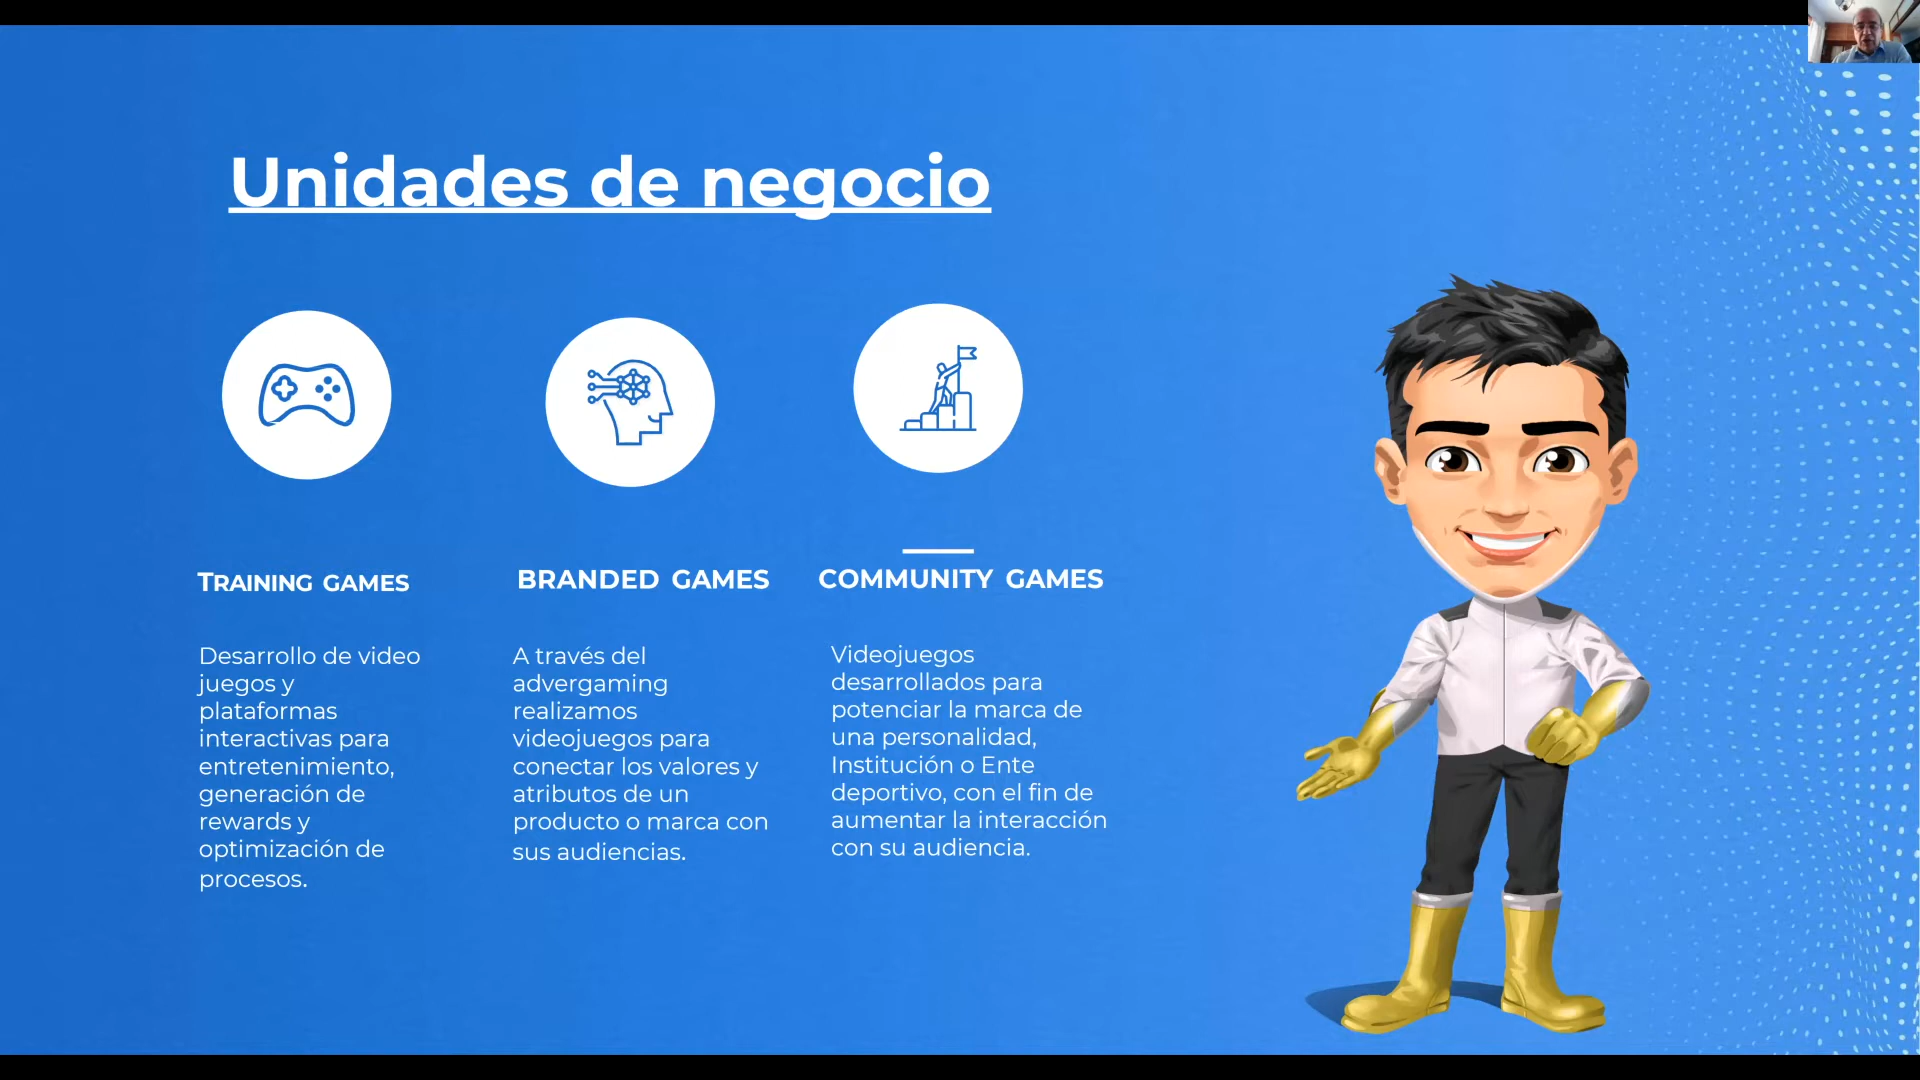 Unidades de negocio
TRAINING GAMES
Desarrollo de video
juegos y
plataformas
interactivas para
entretenimiento,
generación de
rewards y
optimización de
procesos.
BRANDED GAMES
A través del
advergaming
realizamos
videojuegos para
conectar los valores y
atributos de un
producto o marca con
sus audiencias.
COMMUNITY GAMES
Videojuegos
desarrollados para
potenciar la marca de
una personalidad,
Institución o Ente
deportivo, con el fin de
aumentar la interacción
con su audiencia.